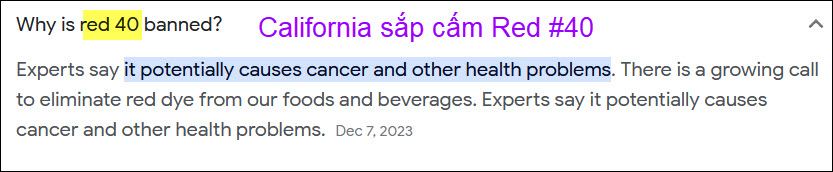 Why is red 40 banned? California sắp cấm Red #40
Experts say it potentially causes cancer and other health problems. There is a growing call
to eliminate red dye from our foods and beverages. Experts say it potentially causes
cancer and other health problems. Dec 7, 2023